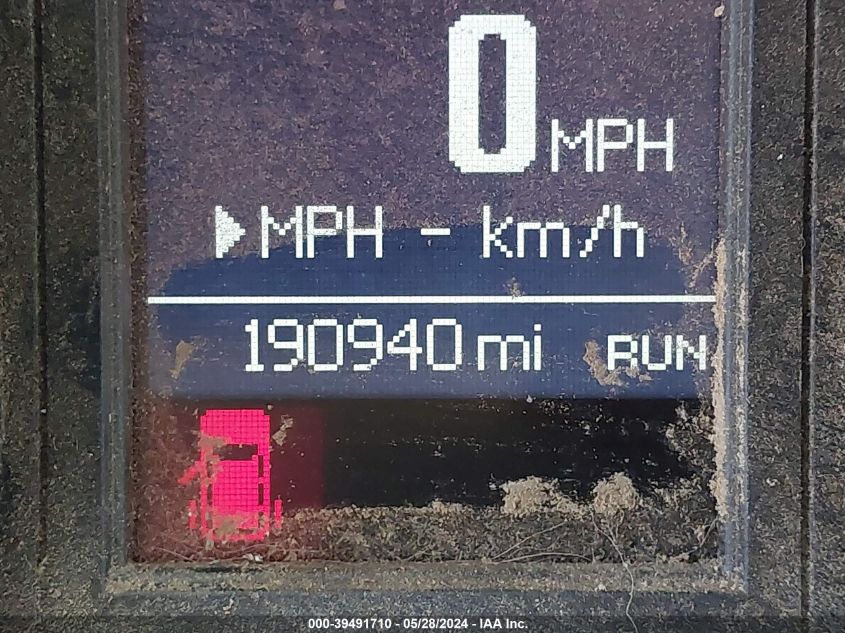 0 MPH
▶MPH - km/h
190940 mi RUN
000-39491710 - 05/28/2024 - IAA Inc.